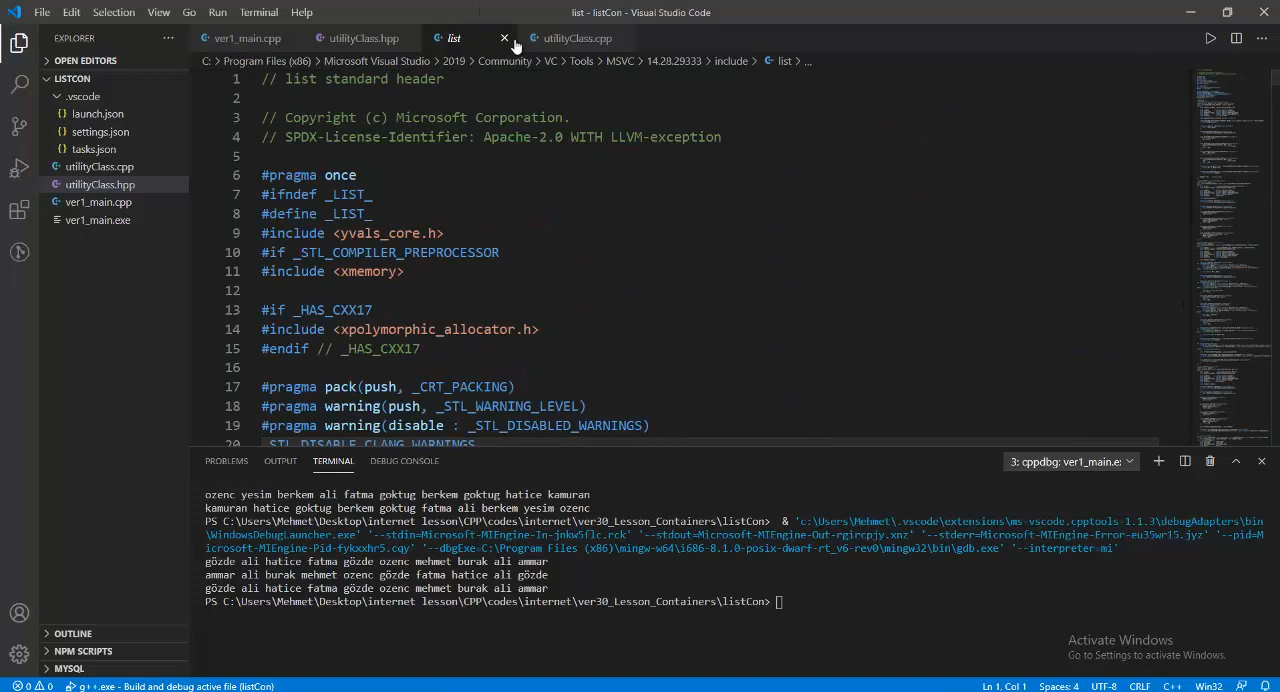 File Edit Selection View Go Run Terminal Help
list - listCon - Visual Studio Code
EXPLORER
ver1_main.cpp utilityClass.hpp list utilityClass.cpp
OPEN EDITORS
LISTCON
.vscode
launch.json
settings.json
tasks.json
utilityClass.cpp
utilityClass.hpp
ver1_main.cpp
ver1_main.exe
OUTLINE
NPM SCRIPTS
MYSQL
C: > Program Files (x86) > Microsoft Visual Studio > 2019 > Community > VC > Tools > MSVC > 14.28.29333 > include > list > ...
1 // list standard header
2
3 // Copyright (c) Microsoft Corporation.
4 // SPDX-License-Identifier: Apache-2.0 WITH LLVM-exception
5
6 #pragma once
7 #ifndef _LIST_
8 #define _LIST_
9 #include <yvals_core.h>
10 #if _STL_COMPILER_PREPROCESSOR
11 #include <xmemory>
12
13 #if _HAS_CXX17
14 #include <xpolymorphic_allocator.h>
15 #endif // _HAS_CXX17
16
17 #pragma pack(push, _CRT_PACKING)
18 #pragma warning(push, _STL_WARNING_LEVEL)
19 #pragma warning(disable : _STL_DISABLED_WARNINGS)
20 _STL_DISABLE_CLANG_WARNINGS
PROBLEMS OUTPUT TERMINAL DEBUG CONSOLE
3: cppdbg: ver1_main.e
ozenc yesim berkem ali fatma goktug berkem goktug hatice kamuran
kamuran hatice goktug berkem goktug fatma ali berkem yesim ozenc
PS C:\Users\Mehmet\Desktop\internet lesson\CPP\codes\internet\ver30_Lesson_Containers\listCon> & 'c:\Users\Mehmet\.vscode\extensions\ms-vscode.cpptools-1.1.3\debugAdapters\bin
\WindowsDebugLauncher.exe' '--stdin=Microsoft-MIEngine-In-jnkw5flc.rck' '--stdout=Microsoft-MIEngine-Out-rgircpjy.xnz' '--stderr=Microsoft-MIEngine-Error-eu35wr15.jyz' '--pid=M
icrosoft-MIEngine-Pid-fykxxhr5.cqy' '--dbgExe=C:\Program Files (x86)\mingw-w64\i686-8.1.0-posix-dwarf-rt_v6-rev0\mingw32\bin\gdb.exe' '--interpreter=mi'
gözde ali hatice fatma gözde ozenc mehmet burak ali ammar
ammar ali burak mehmet ozenc gözde fatma hatice ali gözde
gözde ali hatice fatma gözde ozenc mehmet burak ali ammar
PS C:\Users\Mehmet\Desktop\internet lesson\CPP\codes\internet\ver30_Lesson_Containers\listCon>
Activate Windows
Go to Settings to activate Windows.
0 0 g++.exe - Build and debug active file (listCon)
Ln 1, Col 1 Spaces: 4 UTF-8 CRLF C++ Win32